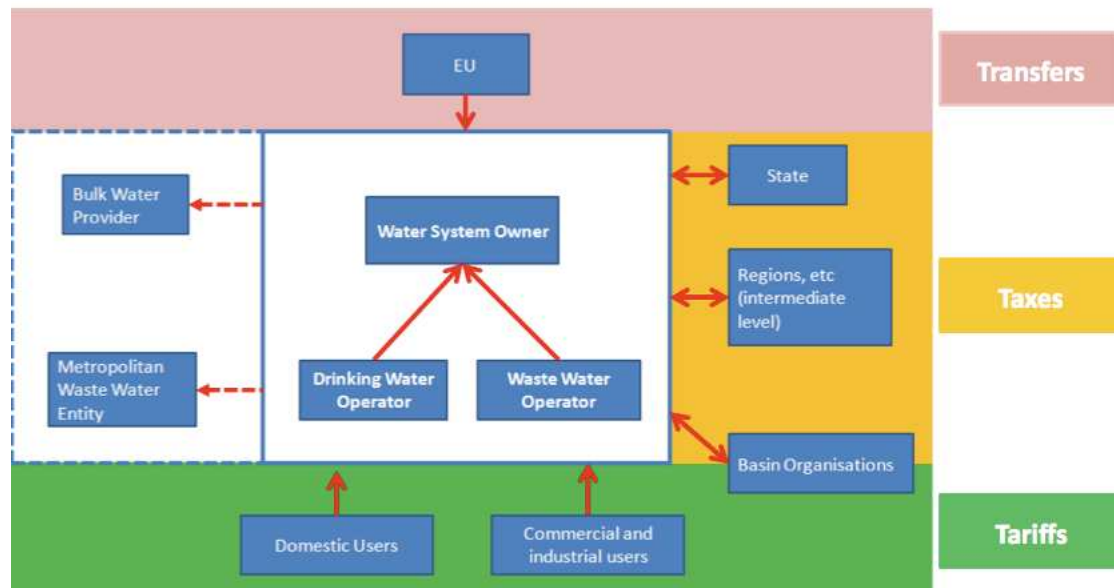 EU
Transfers
State
Bulk Water
Provider
Water System Owner
Regions, etc
(intermediate
level)
Taxes
Metropolitan
Waste Water
Entity
Drinking Water
Operator
Waste Water
Operator
Basin Organisations
Domestic Users
Commercial and
industrial users
Tariffs